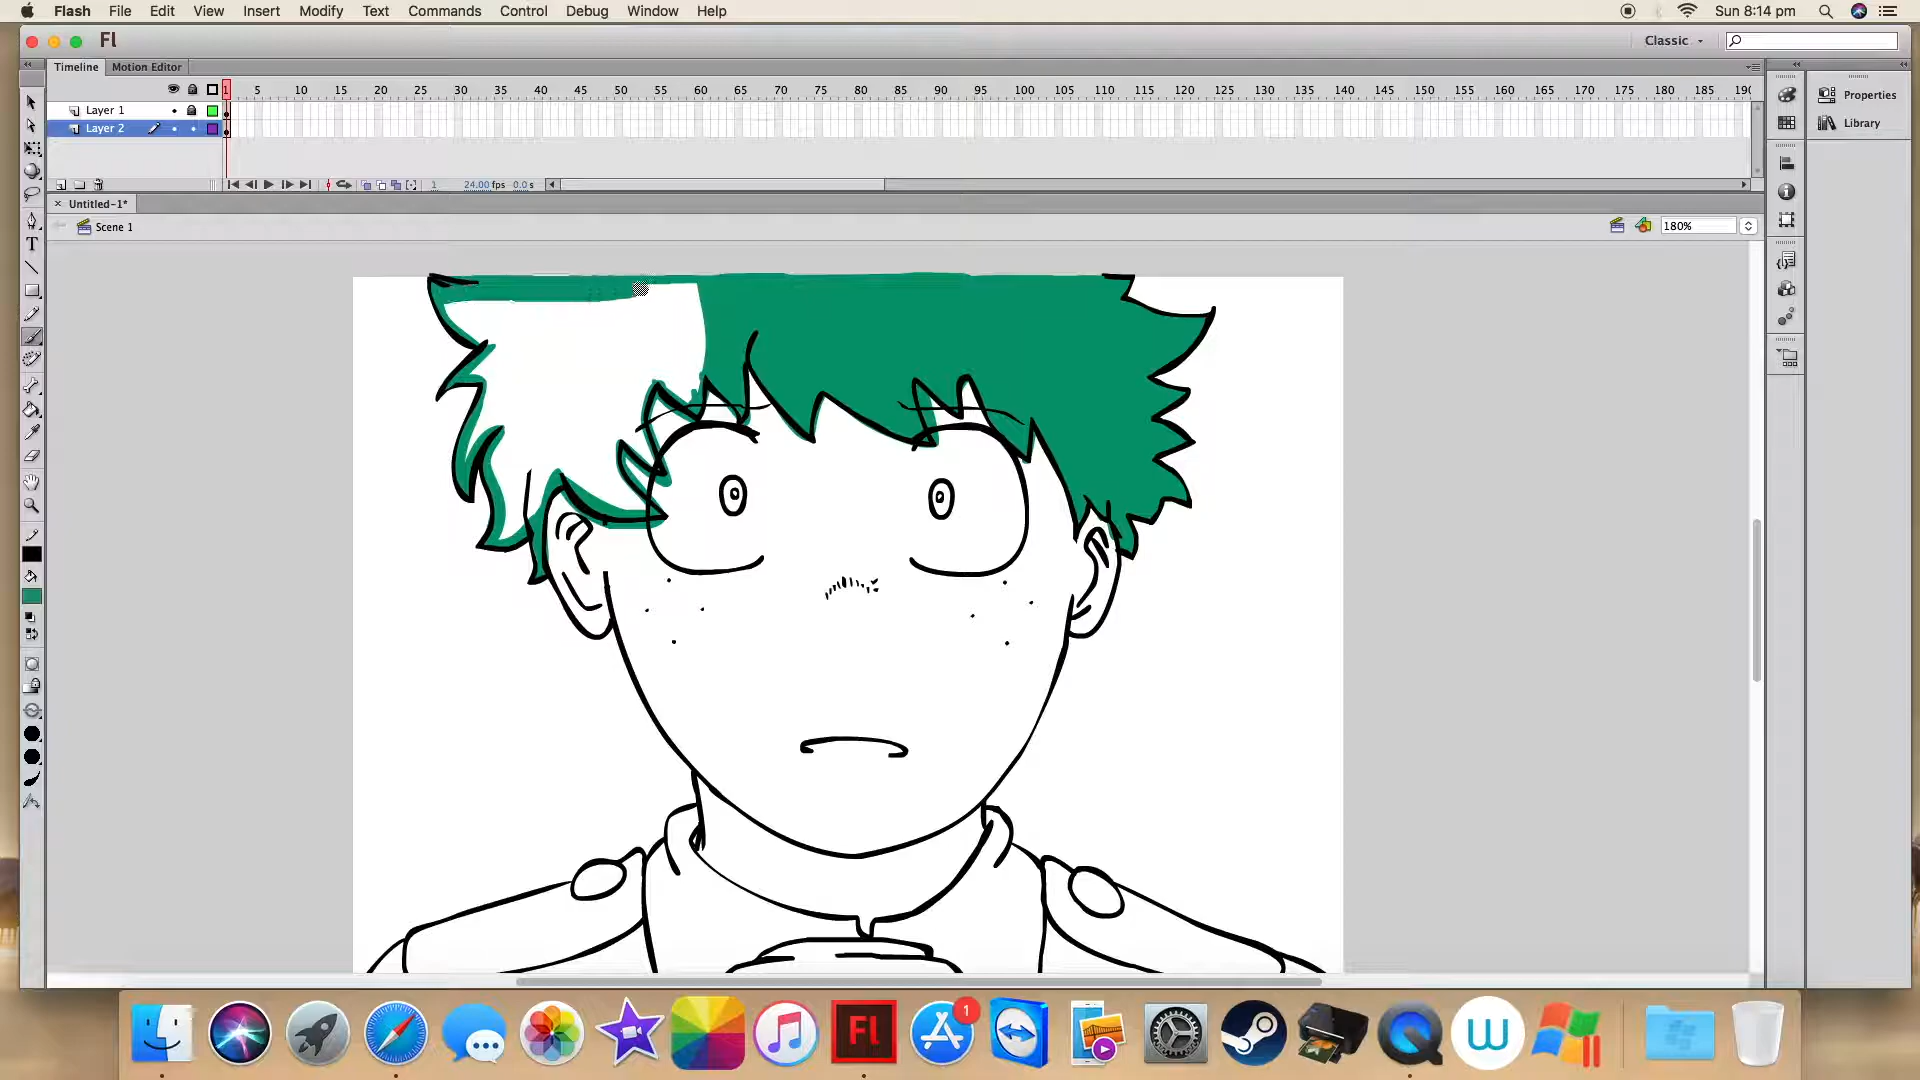 Flash File Edit View Insert Modify Text Commands Control Debug Window Help Sun 8:14 pm
Fl Classic
Timeline Motion Editor
1 5 10 15 20 25 30 35 40 45 50 55 60 65 70 75 80 85 90 95 100 105 110 115 120 125 130 135 140 145 150 155 160 165 170 175 180 185 190
Properties
Layer 1
Library
Layer 2
1 24.00 fps 0.0 s
Untitled-1*
Scene 1 180%
T
1
Fl
W